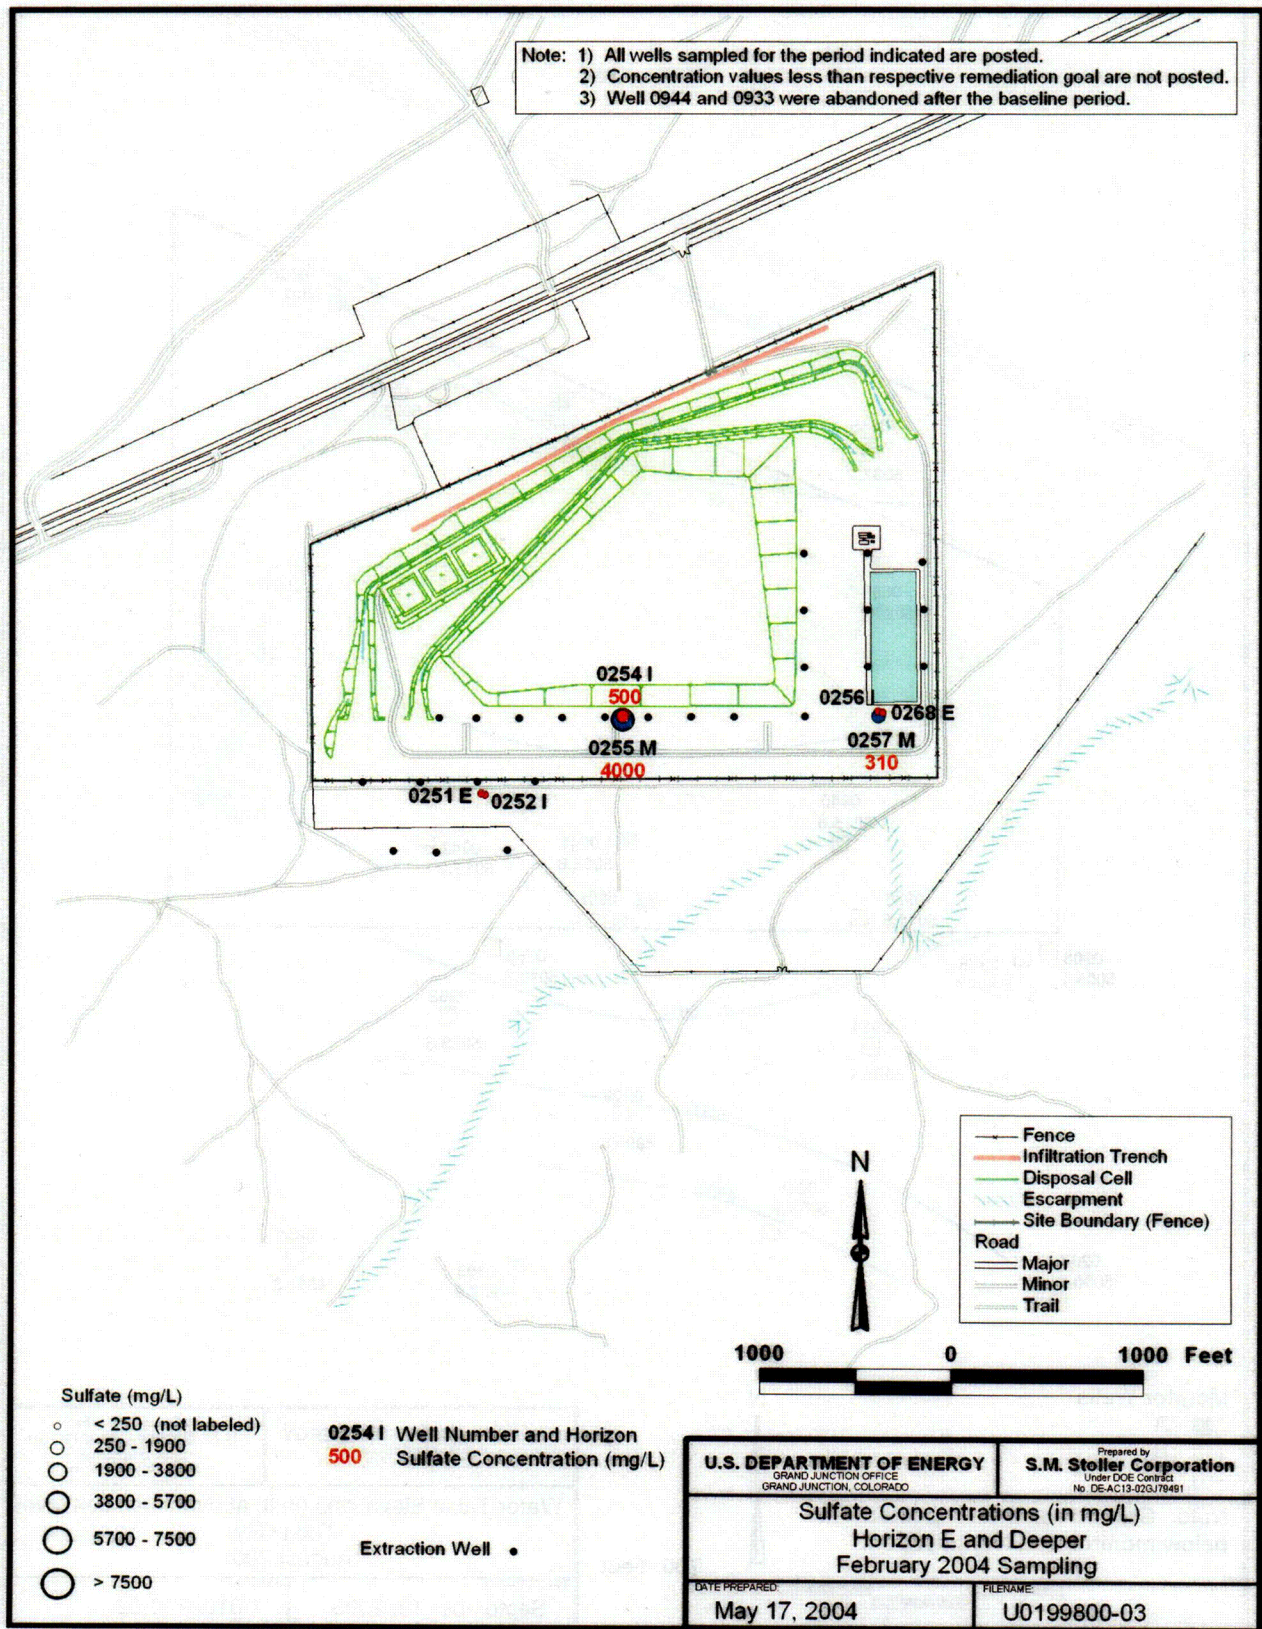 Note: 1) All wells sampled for the period indicated are posted.
2) Concentration values less than respective remediation goal are not posted.
3) Well 0944 and 0933 were abandoned after the baseline period.
0254 I
500
0255 M
4000
0256 I
0268 E
0257 M
310
0251 E
0252 I
Fence
Infiltration Trench
Disposal Cell
Escarpment
Site Boundary (Fence)
Road
Major
Minor
Trail
N
1000 0 1000 Feet
Sulfate (mg/L)
< 250 (not labeled)
250 - 1900
1900 - 3800
3800 - 5700
5700 - 7500
> 7500
0254 I Well Number and Horizon
500 Sulfate Concentration (mg/L)
Extraction Well
U.S. DEPARTMENT OF ENERGY
GRAND JUNCTION OFFICE
GRAND JUNCTION, COLORADO
Prepared by
S.M. Stoller Corporation
Under DOE Contract
No. DE-AC13-02GJ79491
Sulfate Concentrations (in mg/L)
Horizon E and Deeper
February 2004 Sampling
DATE PREPARED:
May 17, 2004
FILENAME:
U0199800-03